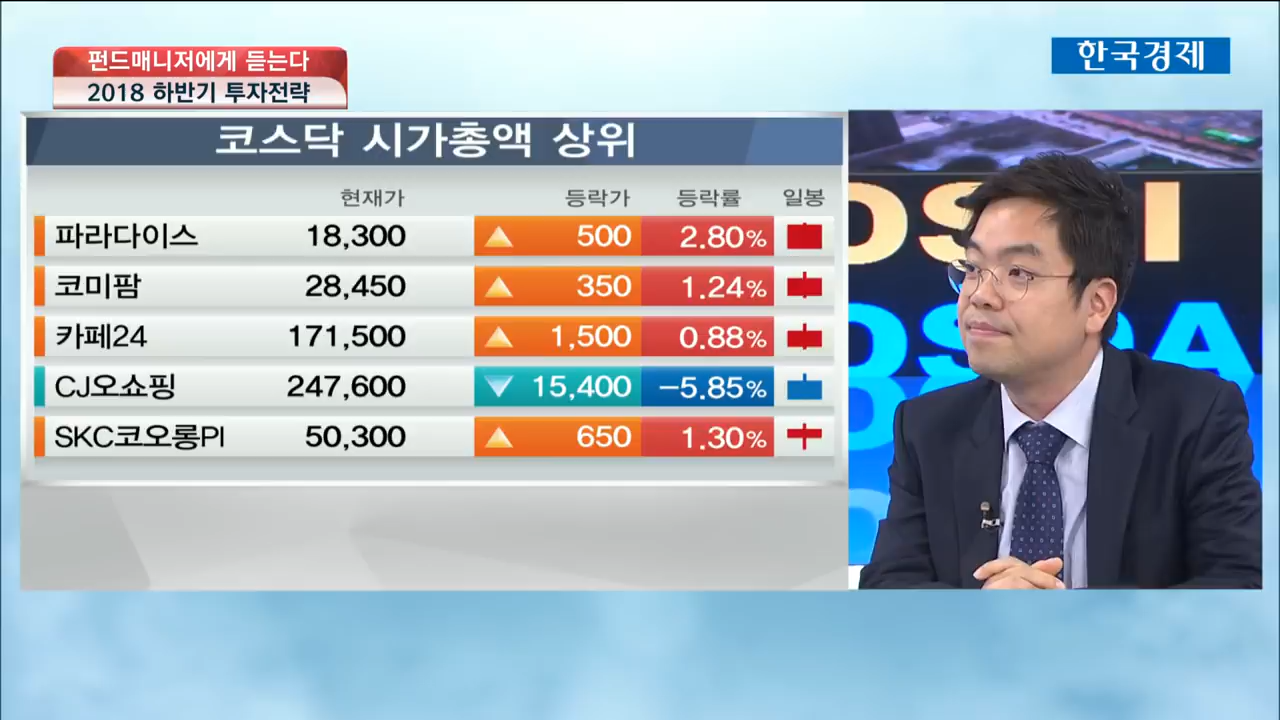 펀드매니저에게 듣는다
2018 하반기 투자전략
한국경제
코스닥 시가총액 상위
현재가 등락가 등락률 일봉
파라다이스 18,300 500 2.80%
코미팜 28,450 350 1.24%
카페24 171,500 1,500 0.88%
CJ오쇼핑 247,600 15,400 -5.85%
SKC코오롱PI 50,300 650 1.30%
OS I
OSDA